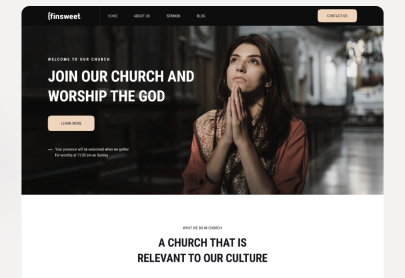 {finsweet
HOME ABOUT US SERMON BLOG
CONTACT US
WELCOME TO OUR CHURCH
JOIN OUR CHURCH AND
WORSHIP THE GOD
LEARN MORE
Your presence will be welcomed when we gather
For worship at 11:00 am on Sunday
WHAT WE DO IN CHURCH
A CHURCH THAT IS
RELEVANT TO OUR CULTURE